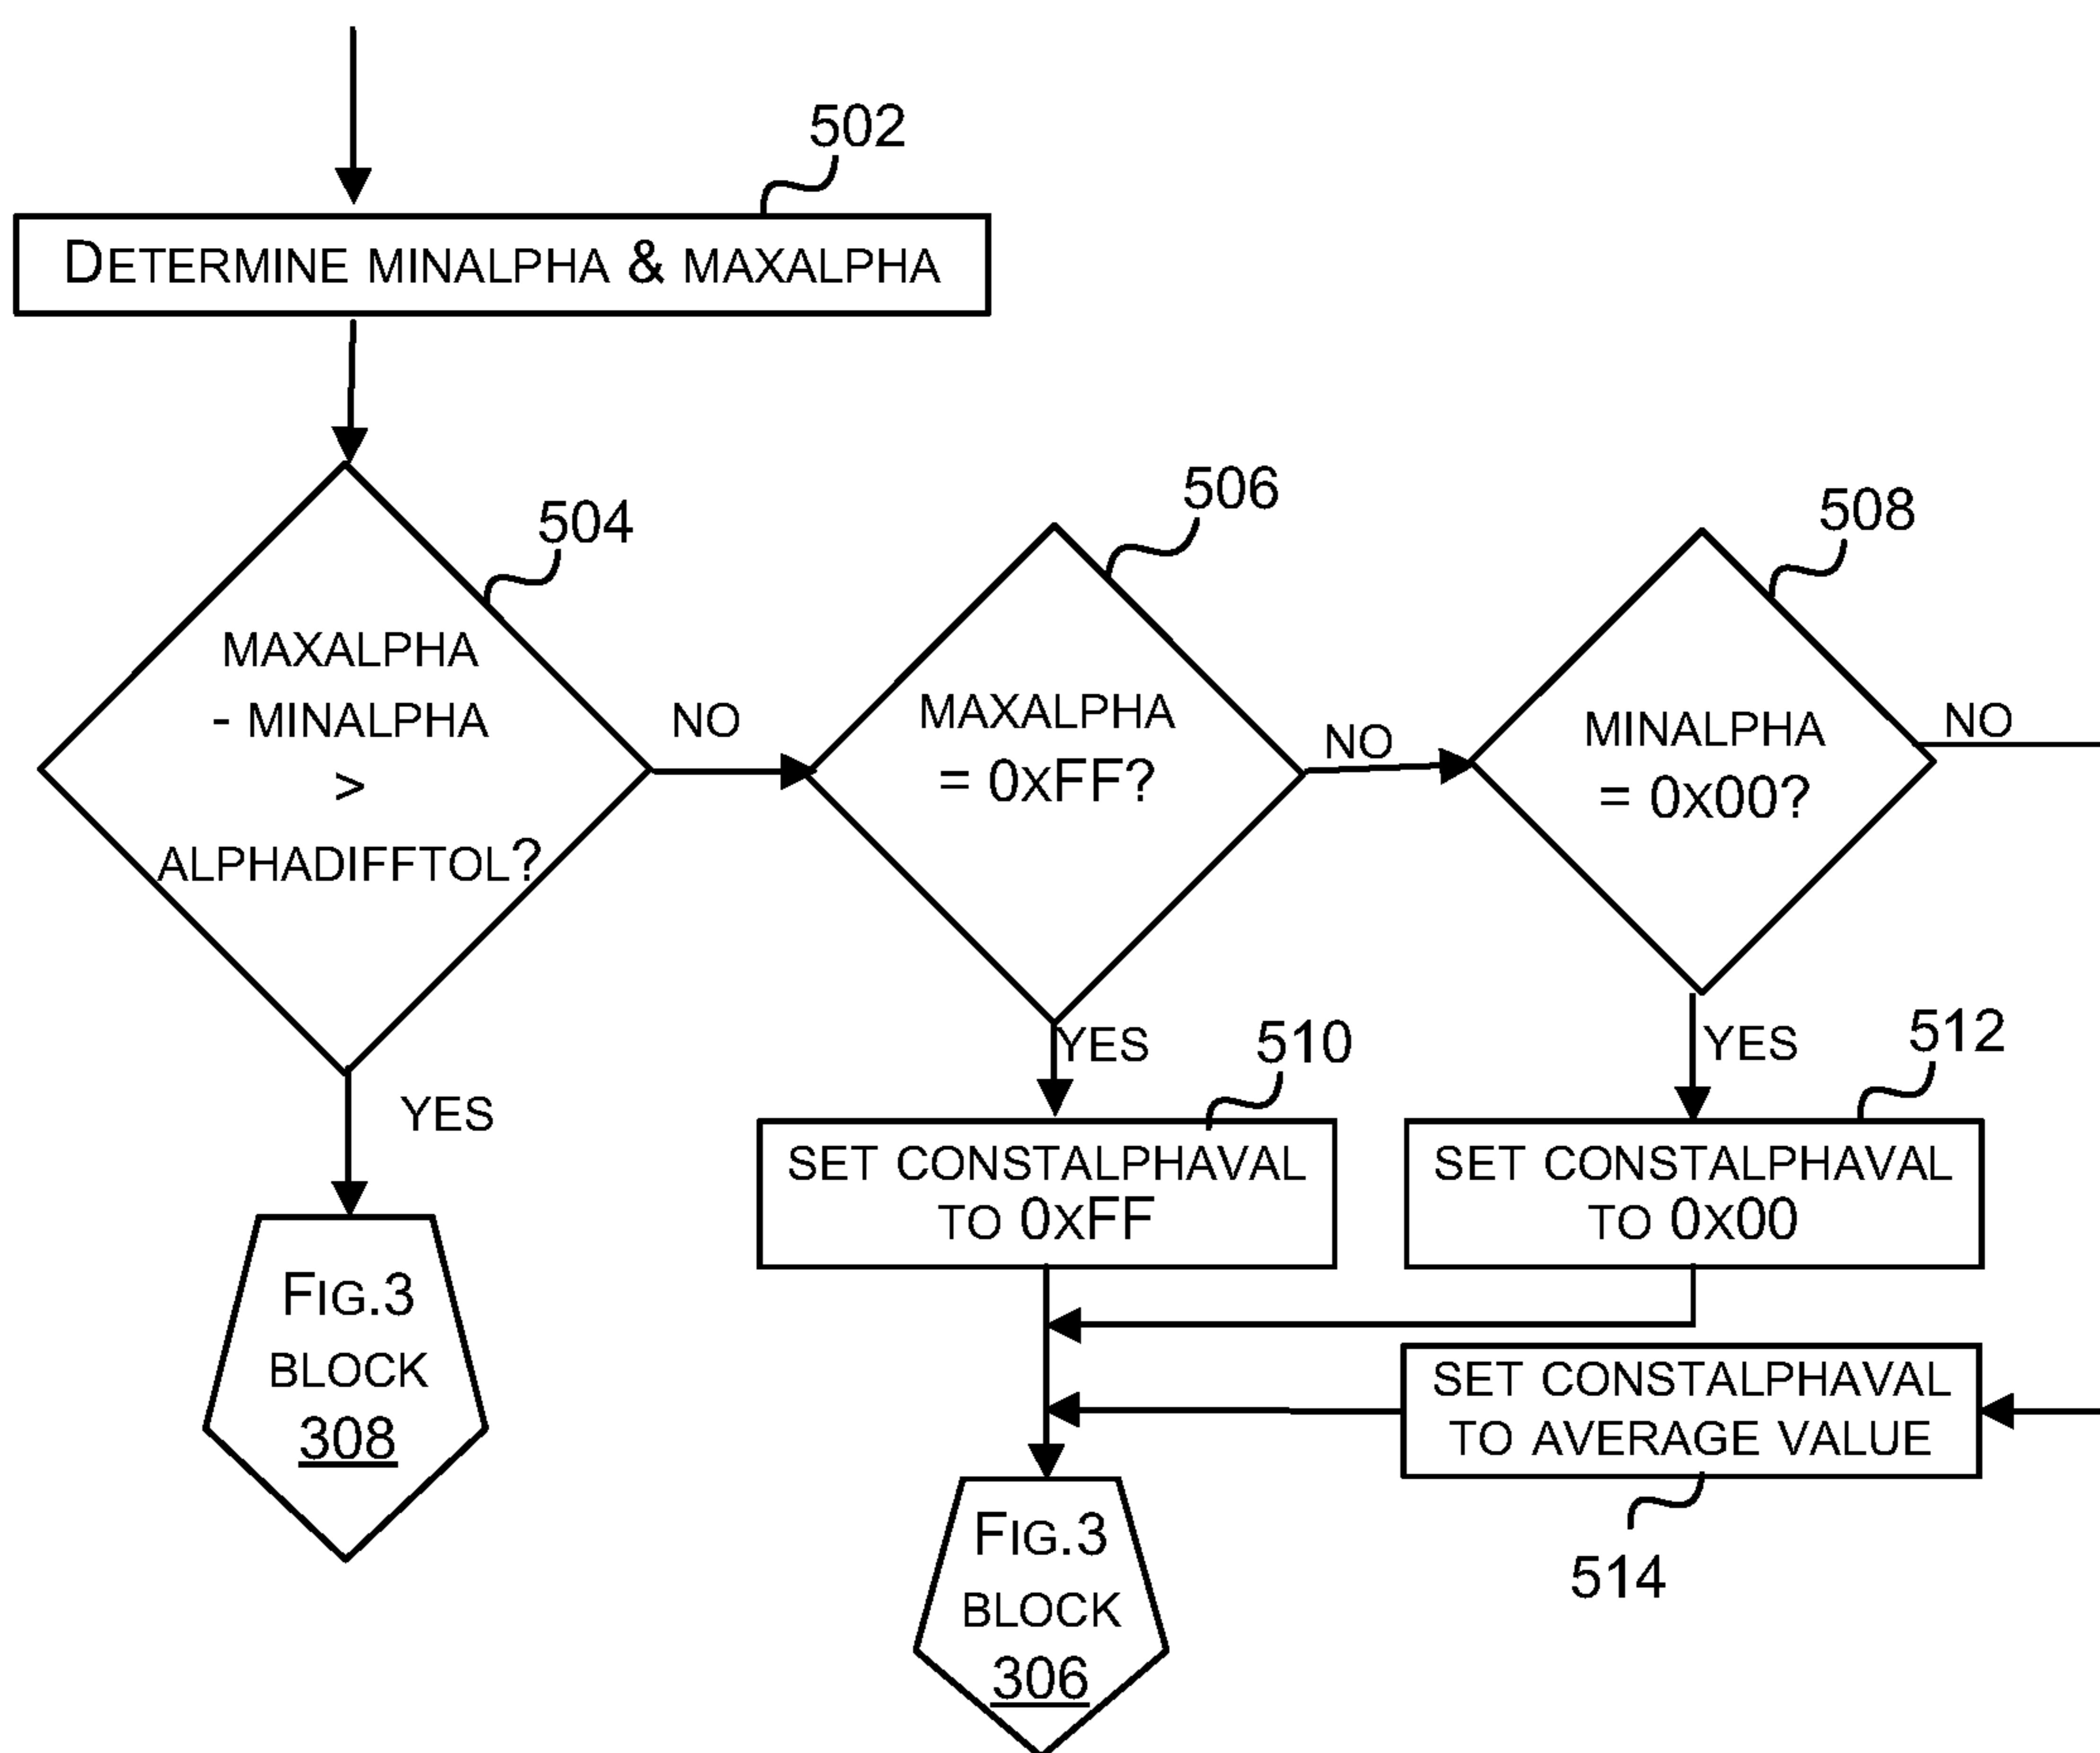 502
DETERMINE MINALPHA & MAXALPHA
504
MAXALPHA
- MINALPHA
>
ALPHADIFFTOL?
NO
YES
506
MAXALPHA
= 0XFF?
NO
YES
508
MINALPHA
= 0X00?
NO
YES
510
SET CONSTALPHAVAL
TO 0XFF
512
SET CONSTALPHAVAL
TO 0X00
SET CONSTALPHAVAL
TO AVERAGE VALUE
514
FIG.3
BLOCK
308
FIG.3
BLOCK
306